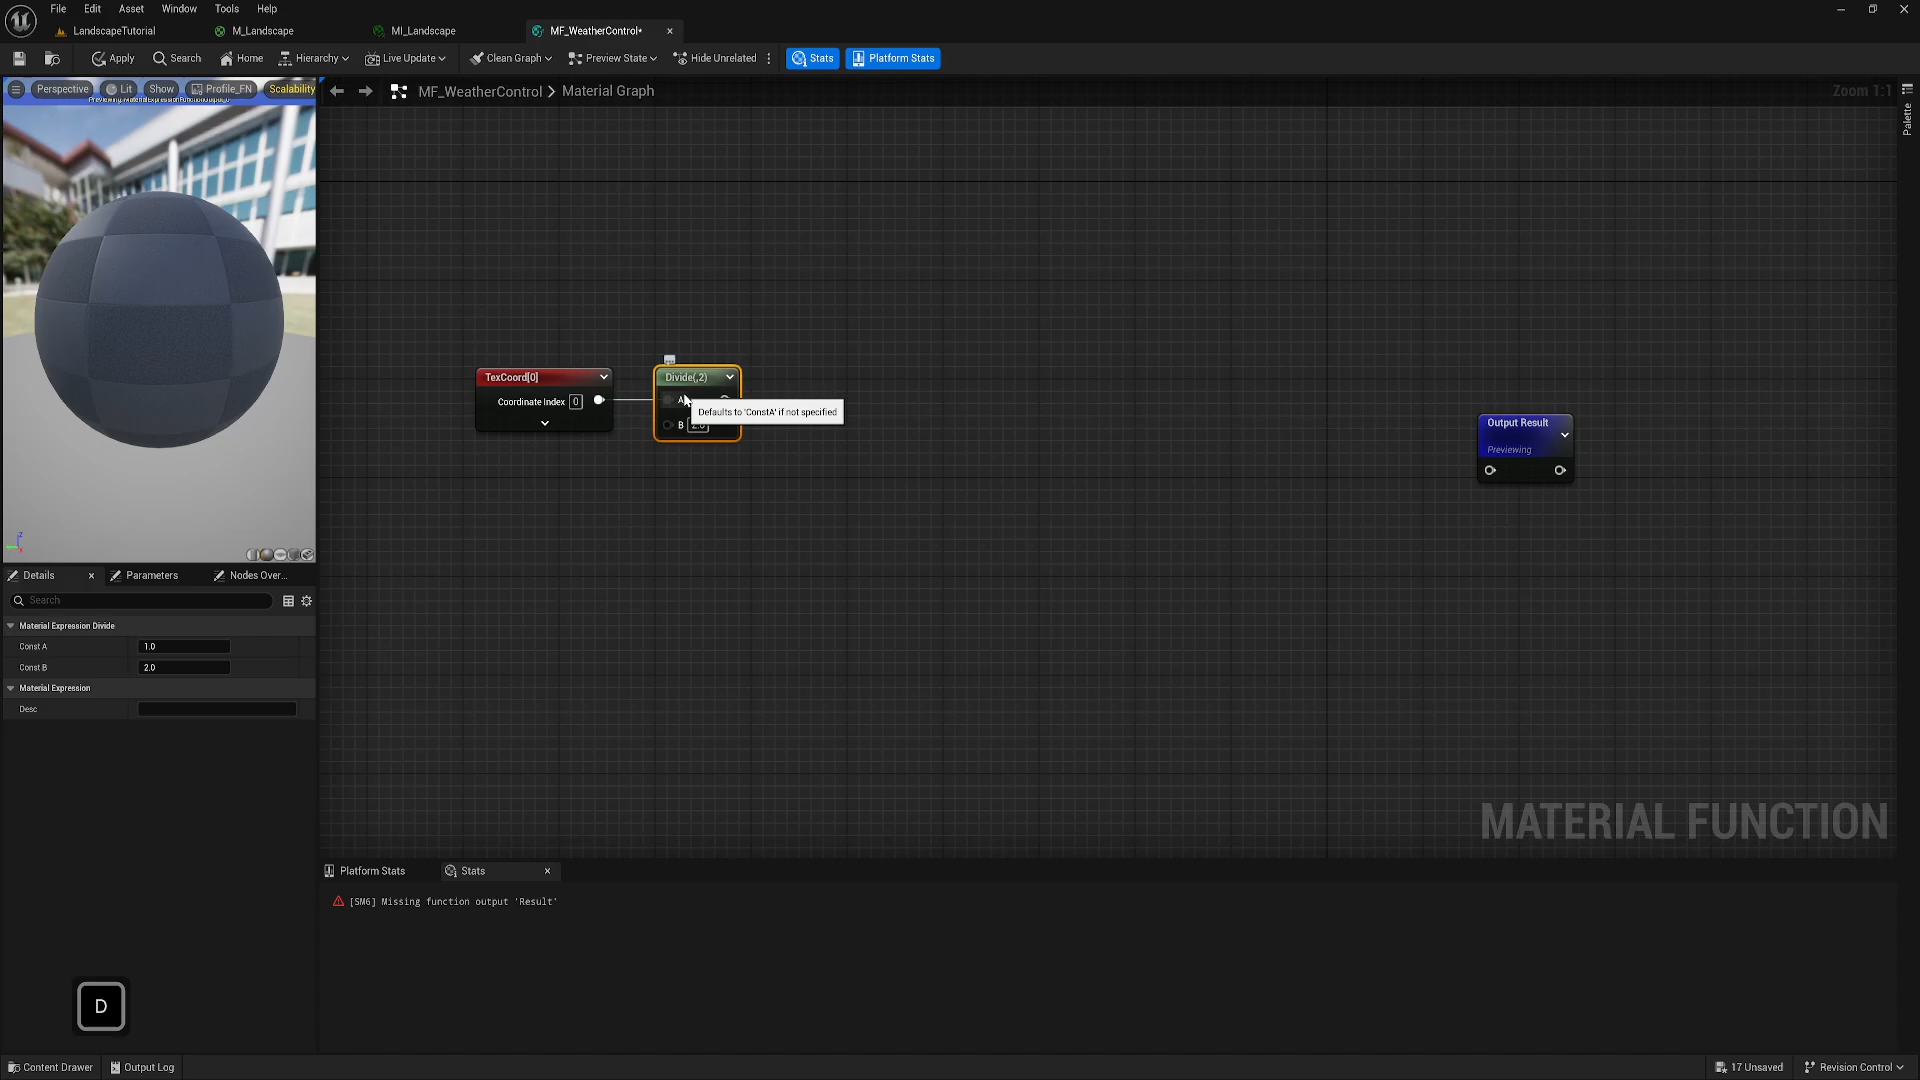 File Edit Asset Window Tools Help
LandscapeTutorial M_Landscape MI_Landscape MF_WeatherControl*
Apply Search Home Hierarchy Live Update Clean Graph Preview State Hide Unrelated Stats Platform Stats
Perspective Lit Show Profile_FN Scalability
MF_WeatherControl > Material Graph
Zoom 1:1
Palette
TexCoord[0]
Coordinate Index 0
Divide(,2)
A
Defaults to 'ConstA' if not specified
B 2.0
Output Result
Previewing
Details Parameters Nodes Over...
Search
Material Expression Divide
Const A 1.0
Const B 2.0
Material Expression
Desc
MATERIAL FUNCTION
Platform Stats Stats
[SM6] Missing function output 'Result'
D
Content Drawer Output Log 17 Unsaved Revision Control